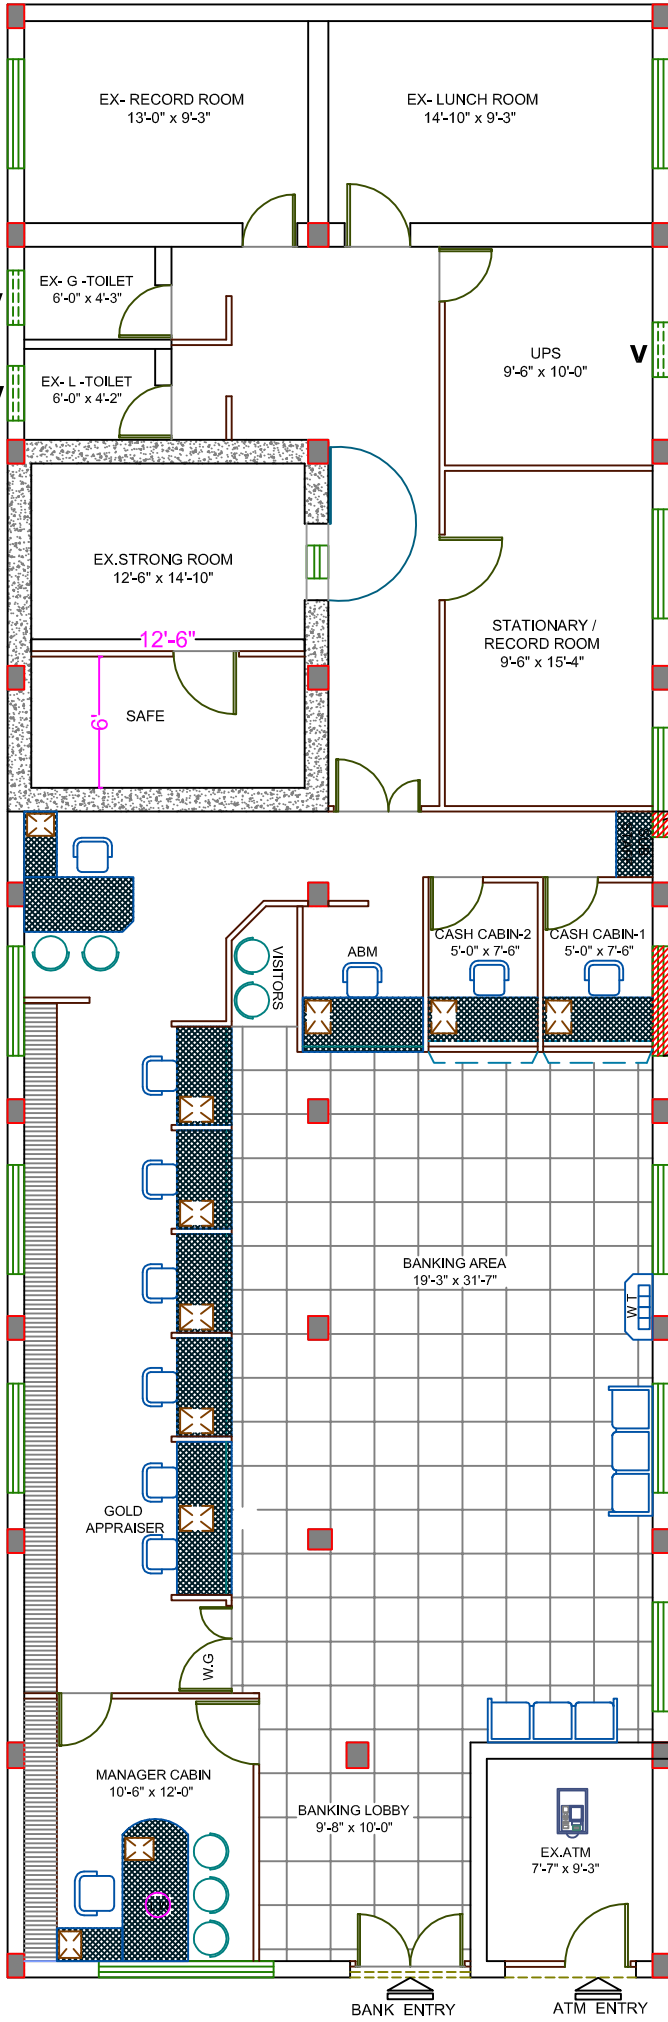 EX- RECORD ROOM
13'-0" x 9'-3"
EX- LUNCH ROOM
14'-10" x 9'-3"
EX- G -TOILET
6'-0" x 4'-3"
EX- L -TOILET
6'-0" x 4'-2"
UPS
9'-6" x 10'-0"
V
EX.STRONG ROOM
12'-6" x 14'-10"
12'-6"
STATIONARY /
RECORD ROOM
9'-6" x 15'-4"
SAFE
6'
VISITORS
ABM
CASH CABIN-2
5'-0" x 7'-6"
CASH CABIN-1
5'-0" x 7'-6"
BANKING AREA
19'-3" x 31'-7"
W T
GOLD
APPRAISER
W.G
MANAGER CABIN
10'-6" x 12'-0"
BANKING LOBBY
9'-8" x 10'-0"
EX.ATM
7'-7" x 9'-3"
BANK ENTRY
ATM ENTRY